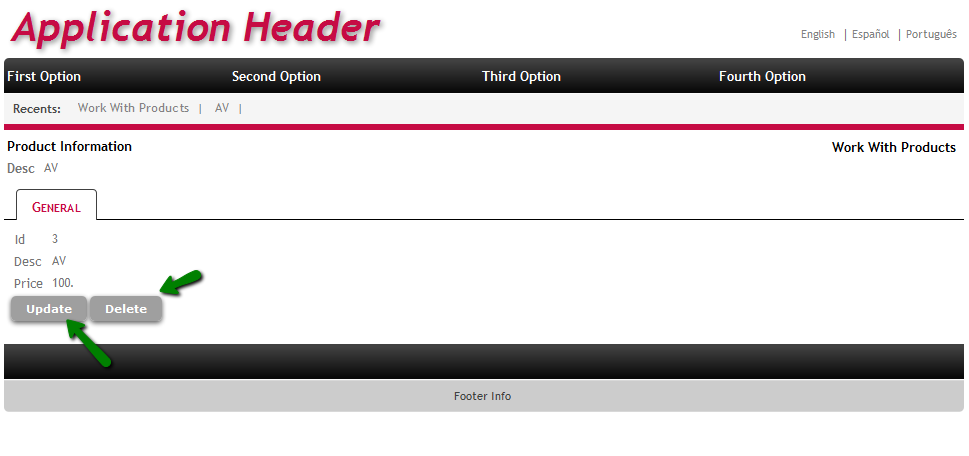 Application Header
English | Español | Português
First Option Second Option Third Option Fourth Option
Recents: Work With Products | AV |
Product Information Work With Products
Desc AV
GENERAL
Id 3
Desc AV
Price 100.
Update Delete
Footer Info